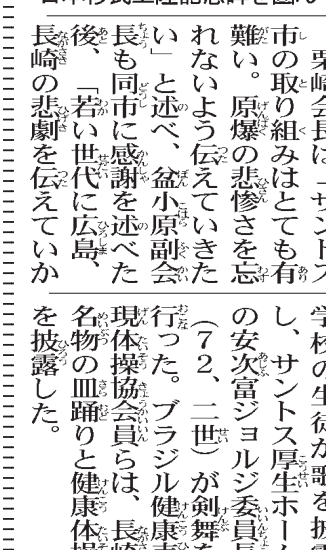 栗崎会長は「サントス
市の取り組みはとても有
難い。原爆の悲惨さを忘
れないよう伝えていきた
い」と述べ、盆小原副会
長も同市に感謝を述べた
後、「若い世代に広島、
長崎の悲劇を伝えていか
学校の生徒が歌を披
し、サントス厚生ホー
の安次富ジョルジ委員長
（72、二世）が剣舞を
行った。ブラジル健康表
現体操協会員らは、長崎
名物の皿踊りと健康体操
を披露した。